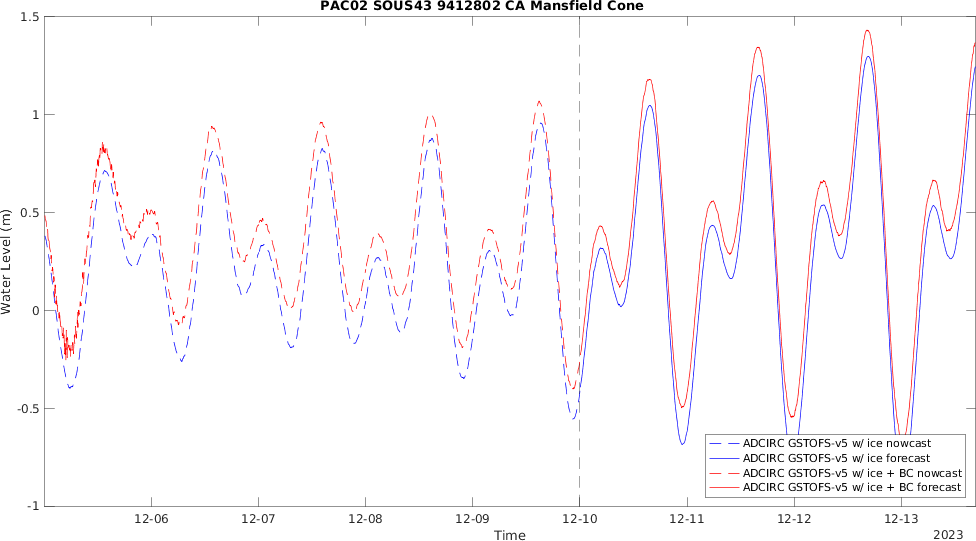 PAC02 SOUS43 9412802 CA Mansfield Cone
Water Level (m)
1.5
1
0.5
0
-0.5
-1
12-06
12-07
12-08
12-09
12-10
12-11
12-12
12-13
Time
2023
ADCIRC GSTOFS-v5 w/ ice nowcast
ADCIRC GSTOFS-v5 w/ ice forecast
ADCIRC GSTOFS-v5 w/ ice + BC nowcast
ADCIRC GSTOFS-v5 w/ ice + BC forecast